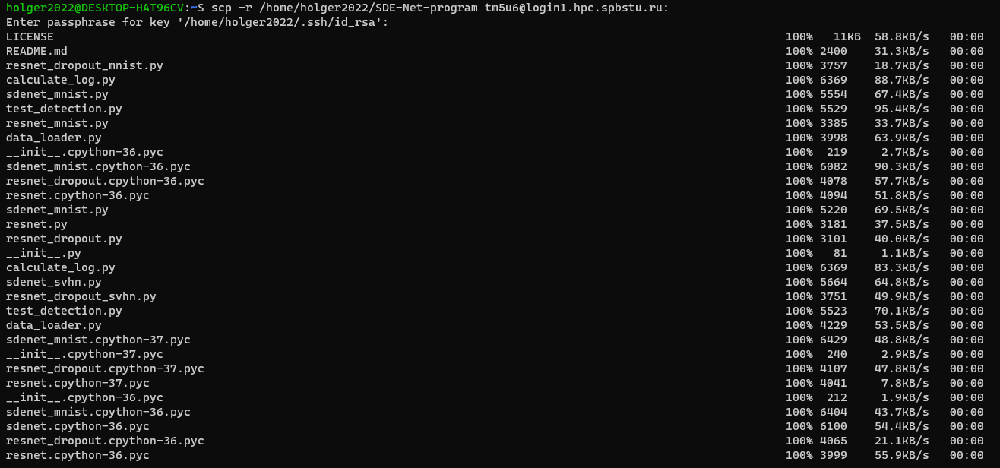 holger2022@DESKTOP-HAT96CV:~$ scp -r /home/holger2022/SDE-Net-program tm5u6@login1.hpc.spbstu.ru:
Enter passphrase for key '/home/holger2022/.ssh/id_rsa':
LICENSE 100% 11KB 58.8KB/s 00:00
README.md 100% 2400 31.3KB/s 00:00
resnet_dropout_mnist.py 100% 3757 18.7KB/s 00:00
calculate_log.py 100% 6369 88.7KB/s 00:00
sdenet_mnist.py 100% 5554 67.4KB/s 00:00
test_detection.py 100% 5529 95.4KB/s 00:00
resnet_mnist.py 100% 3385 33.7KB/s 00:00
data_loader.py 100% 3998 63.9KB/s 00:00
__init__.cpython-36.pyc 100% 219 2.7KB/s 00:00
sdenet_mnist.cpython-36.pyc 100% 6082 90.3KB/s 00:00
resnet_dropout.cpython-36.pyc 100% 4078 57.7KB/s 00:00
resnet.cpython-36.pyc 100% 4094 51.8KB/s 00:00
sdenet_mnist.py 100% 5220 69.5KB/s 00:00
resnet.py 100% 3181 37.5KB/s 00:00
resnet_dropout.py 100% 3101 40.0KB/s 00:00
__init__.py 100% 81 1.1KB/s 00:00
calculate_log.py 100% 6369 83.3KB/s 00:00
sdenet_svhn.py 100% 5664 64.8KB/s 00:00
resnet_dropout_svhn.py 100% 3751 49.9KB/s 00:00
test_detection.py 100% 5523 70.1KB/s 00:00
data_loader.py 100% 4229 53.5KB/s 00:00
sdenet_mnist.cpython-37.pyc 100% 6429 48.8KB/s 00:00
__init__.cpython-37.pyc 100% 240 2.9KB/s 00:00
resnet_dropout.cpython-37.pyc 100% 4107 47.8KB/s 00:00
resnet.cpython-37.pyc 100% 4041 7.8KB/s 00:00
__init__.cpython-36.pyc 100% 212 1.9KB/s 00:00
sdenet_mnist.cpython-36.pyc 100% 6404 43.7KB/s 00:00
sdenet.cpython-36.pyc 100% 6100 54.4KB/s 00:00
resnet_dropout.cpython-36.pyc 100% 4065 21.1KB/s 00:00
resnet.cpython-36.pyc 100% 3999 55.9KB/s 00:00